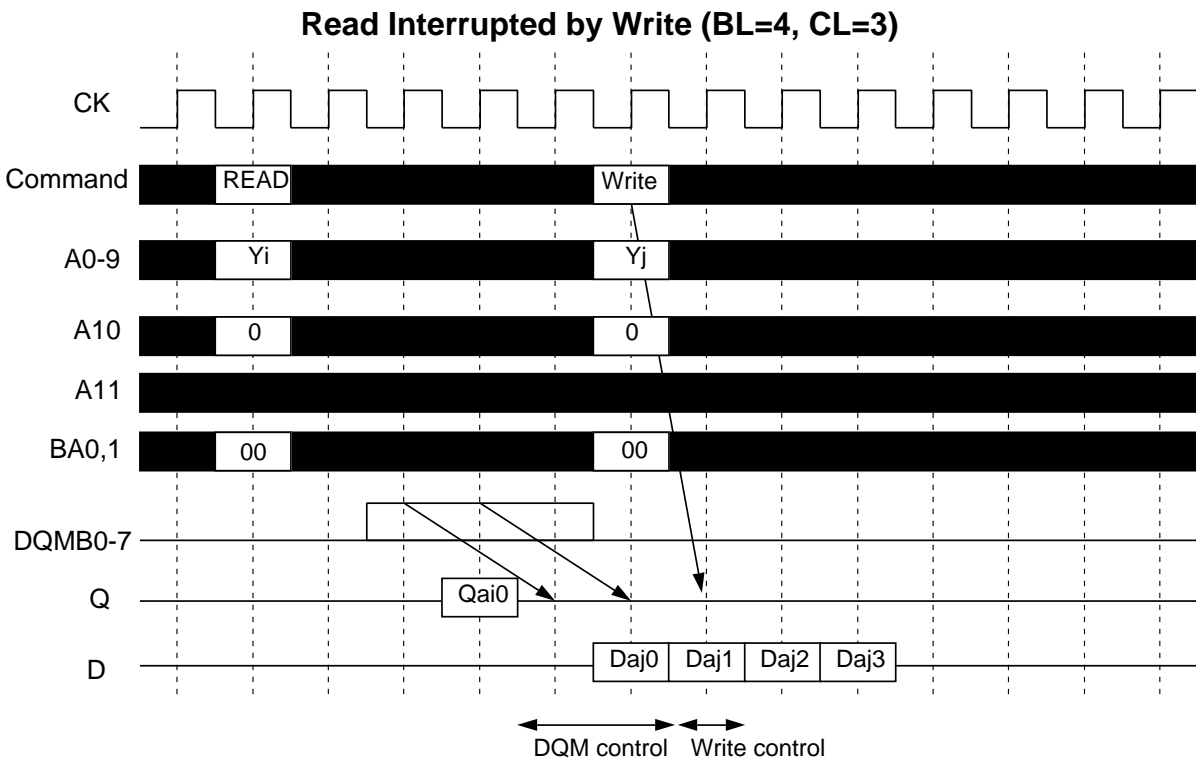 Read Interrupted by Write (BL=4, CL=3)
CK
Command READ Write
A0-9 Yi Yj
A10 0 0
A11
BA0,1 00 00
DQMB0-7
Q Qai0
D Daj0 Daj1 Daj2 Daj3
DQM control Write control